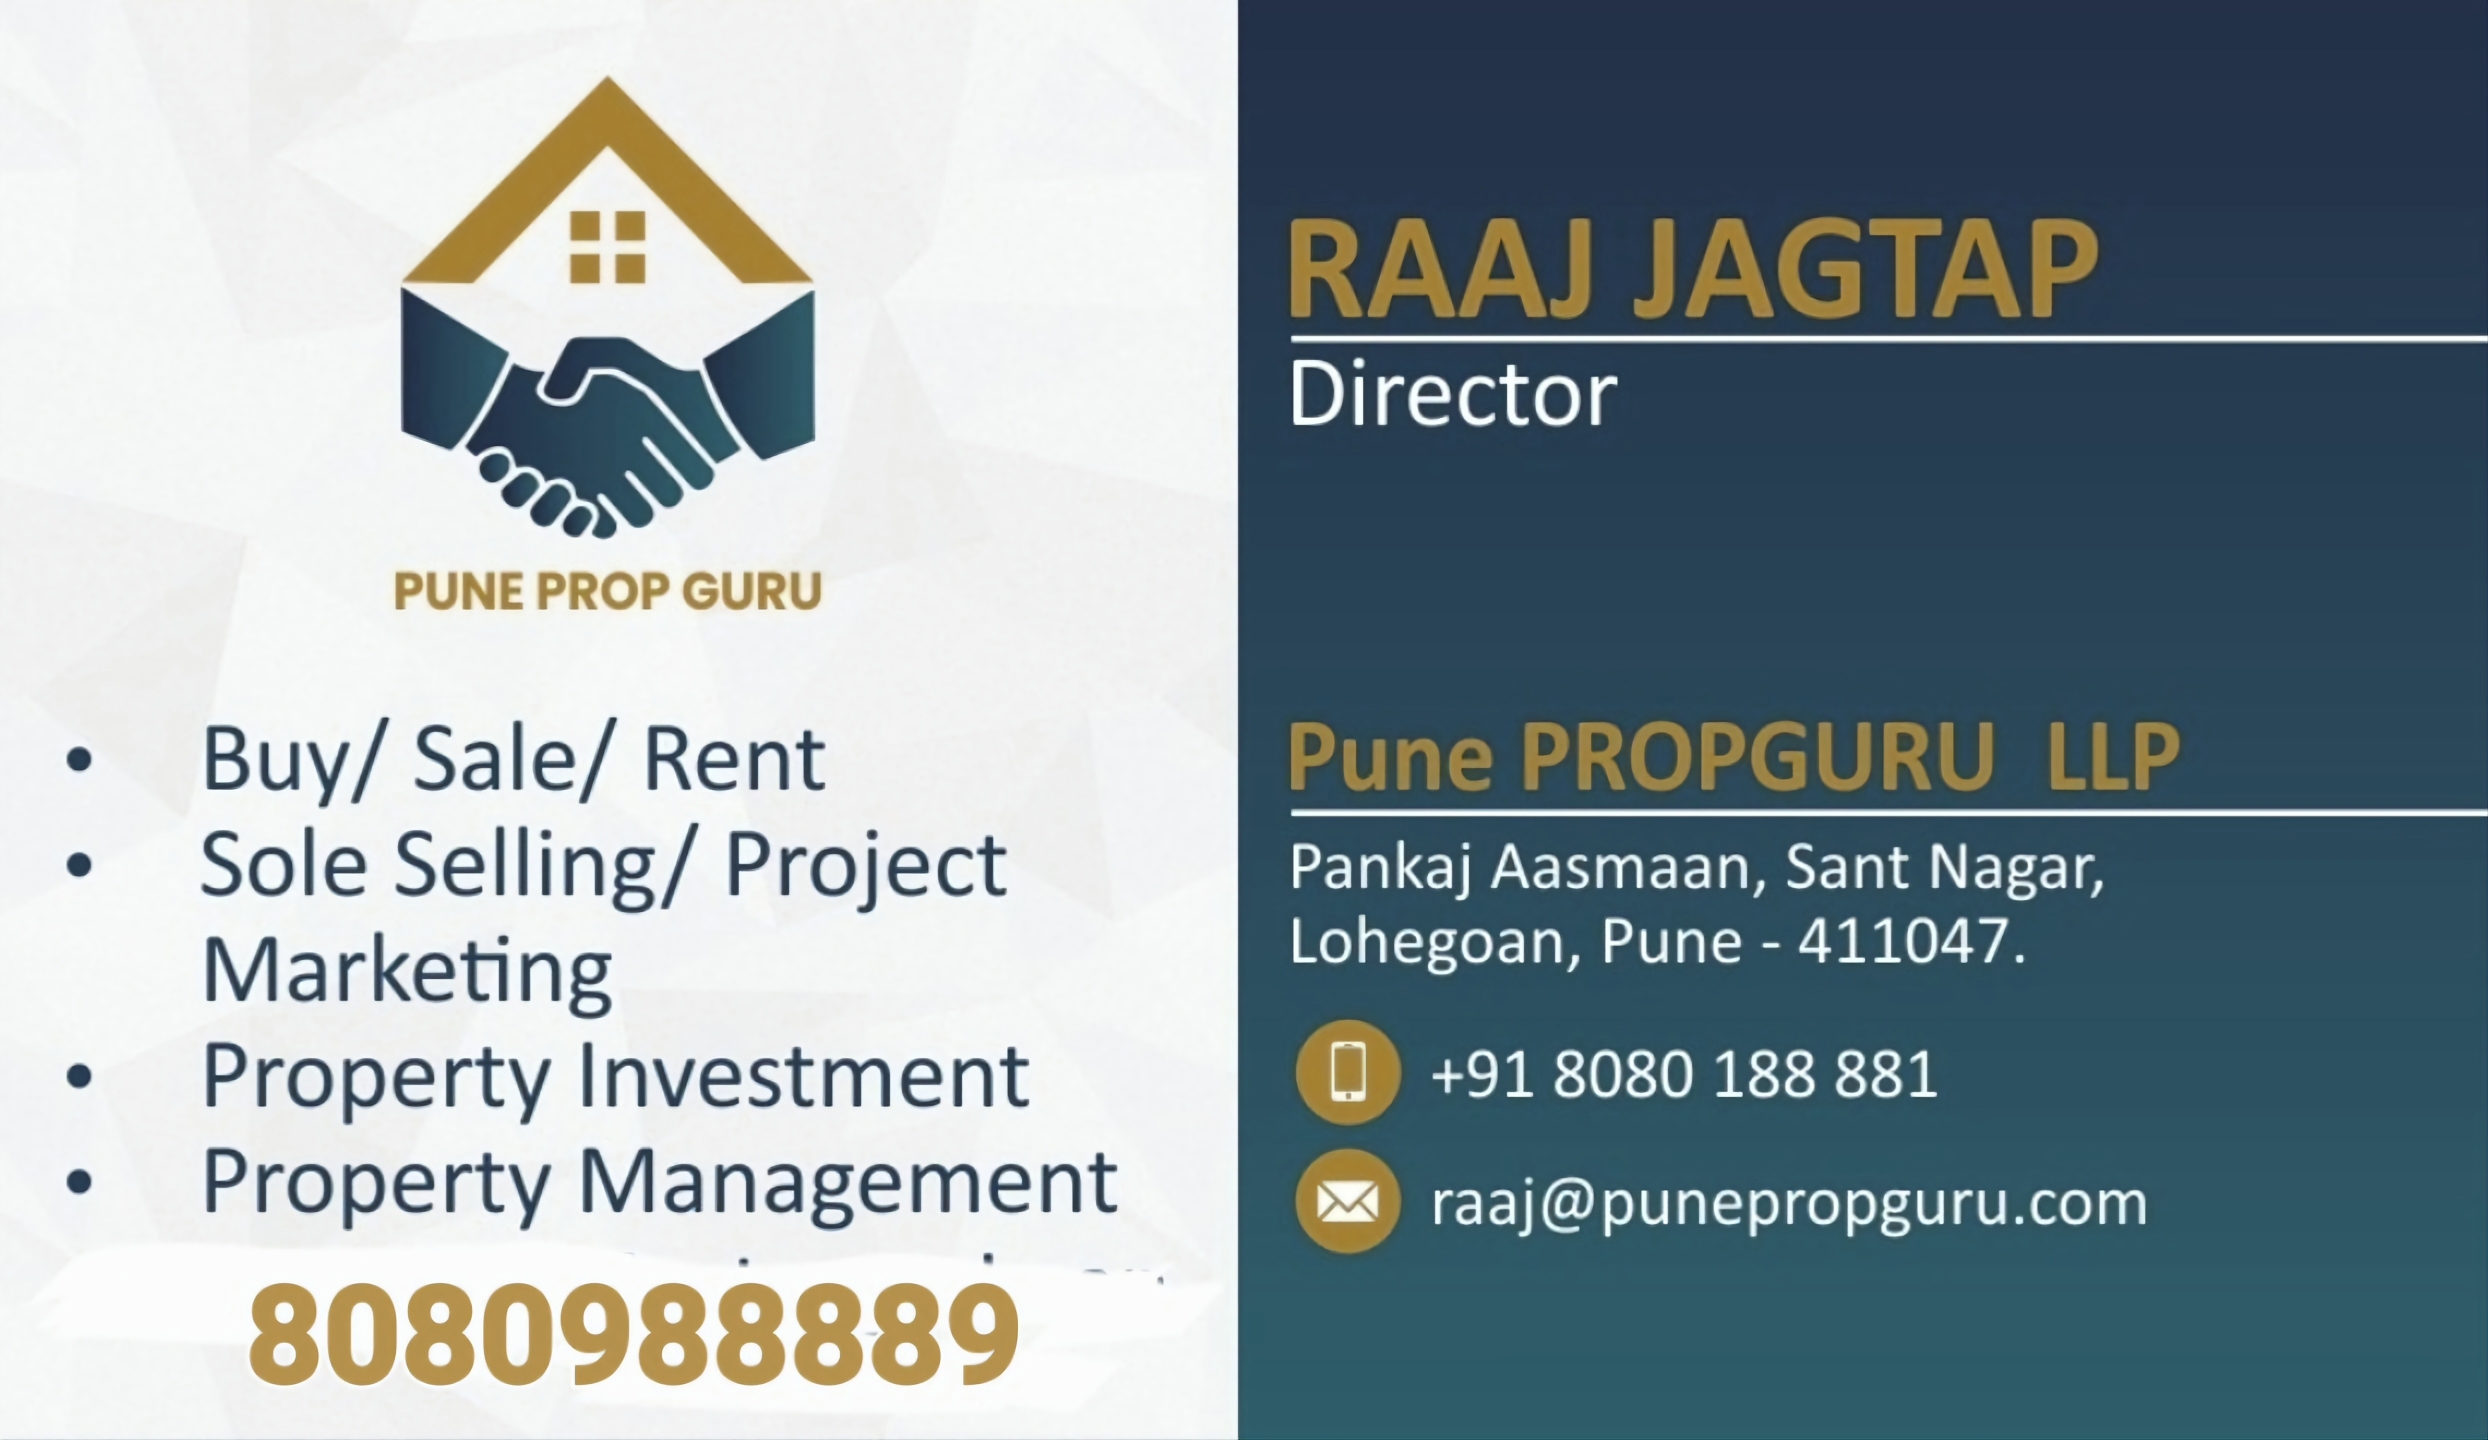 PUNE PROP GURU
• Buy/ Sale/ Rent
• Sole Selling/ Project
Marketing
• Property Investment
• Property Management
8080988889
RAAJ JAGTAP
Director
Pune PROPGURU LLP
Pankaj Aasmaan, Sant Nagar,
Lohegoan, Pune - 411047.
+91 8080 188 881
raaj@punepropguru.com